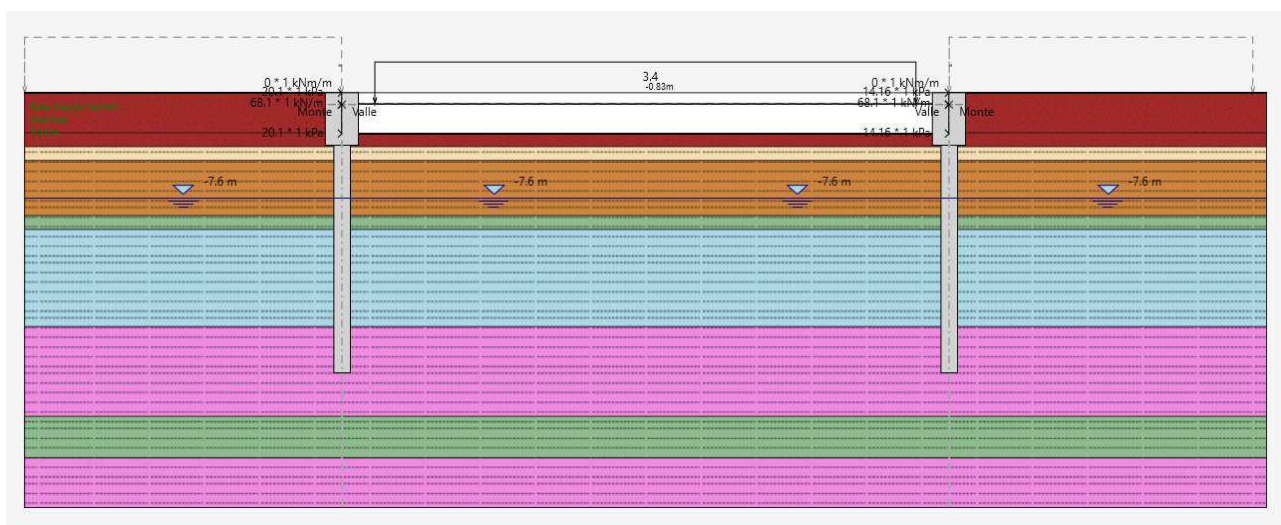 3.4
-0.83m
0 * 1 kNm/m
20.1 * 1 kPa
68.1 * 1 kN/m
Monte
Valle
20.1 * 1 kPa
0 * 1 kNm/m
14.16 * 1 kPa
68.1 * 1 kN/m
Valle
Monte
14.16 * 1 kPa
-7.6 m
-7.6 m
-7.6 m
-7.6 m